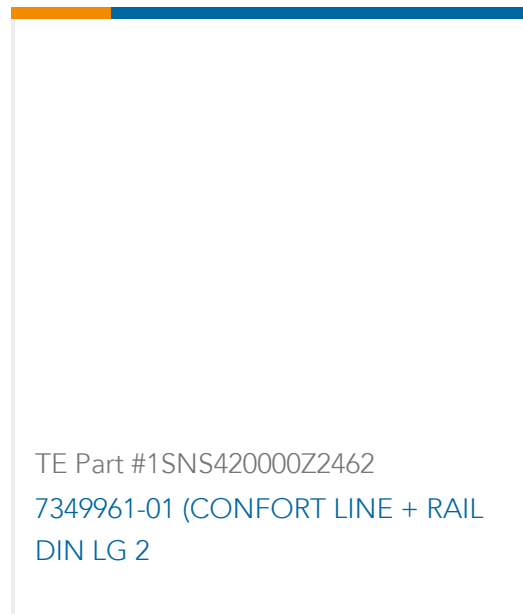 TE Part #1SNS420000Z2462
7349961-01 (CONFORT LINE + RAIL
DIN LG 2